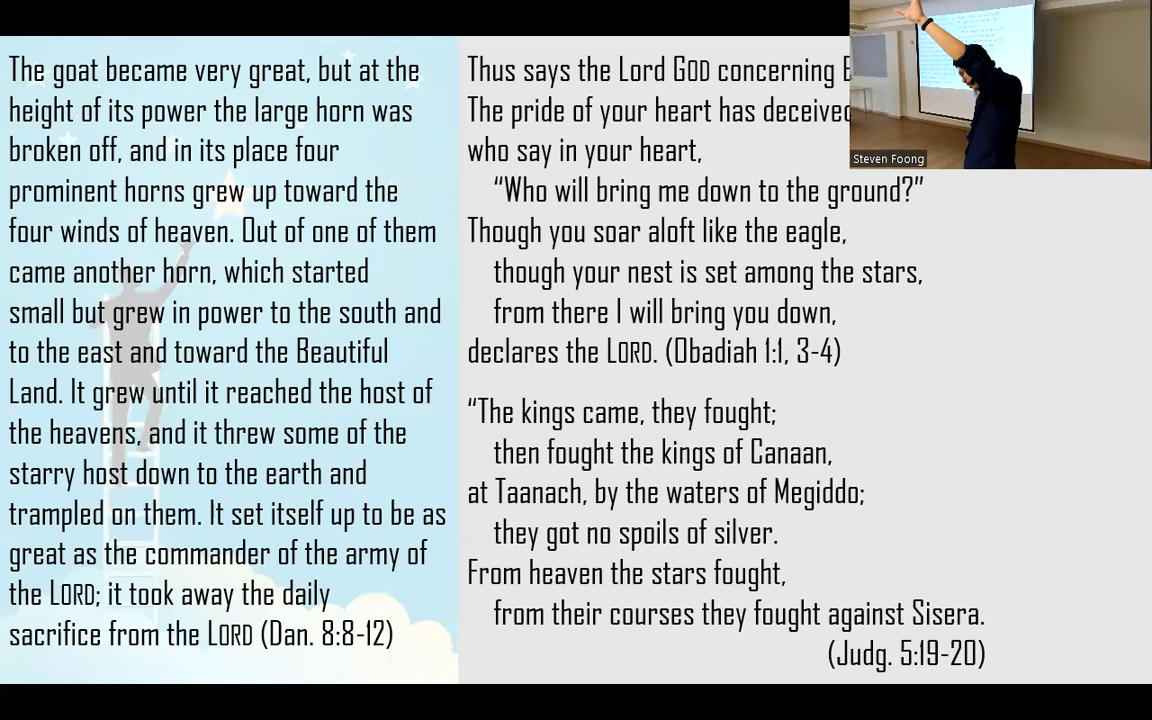 The goat became very great, but at the
height of its power the large horn was
broken off, and in its place four
prominent horns grew up toward the
four winds of heaven. Out of one of them
came another horn, which started
small but grew in power to the south and
to the east and toward the Beautiful
Land. It grew until it reached the host of
the heavens, and it threw some of the
starry host down to the earth and
trampled on them. It set itself up to be as
great as the commander of the army of
the LORD; it took away the daily
sacrifice from the LORD (Dan. 8:8-12)
Thus says the Lord GOD concerning
The pride of your heart has deceived
who say in your heart,
“Who will bring me down to the ground?”
Though you soar aloft like the eagle,
though your nest is set among the stars,
from there I will bring you down,
declares the LORD. (Obadiah 1:1, 3-4)
“The kings came, they fought;
then fought the kings of Canaan,
at Taanach, by the waters of Megiddo;
they got no spoils of silver.
From heaven the stars fought,
from their courses they fought against Sisera.
(Judg. 5:19-20)
Steven Foong